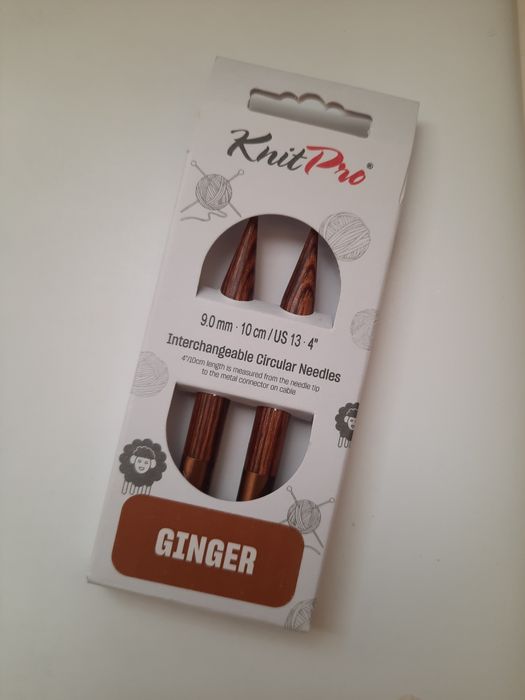 KnitPro®
9.0 mm · 10 cm / US 13 · 4"
Interchangeable Circular Needles
4"/10cm length is measured from the needle tip
to the metal connector on cable
GINGER